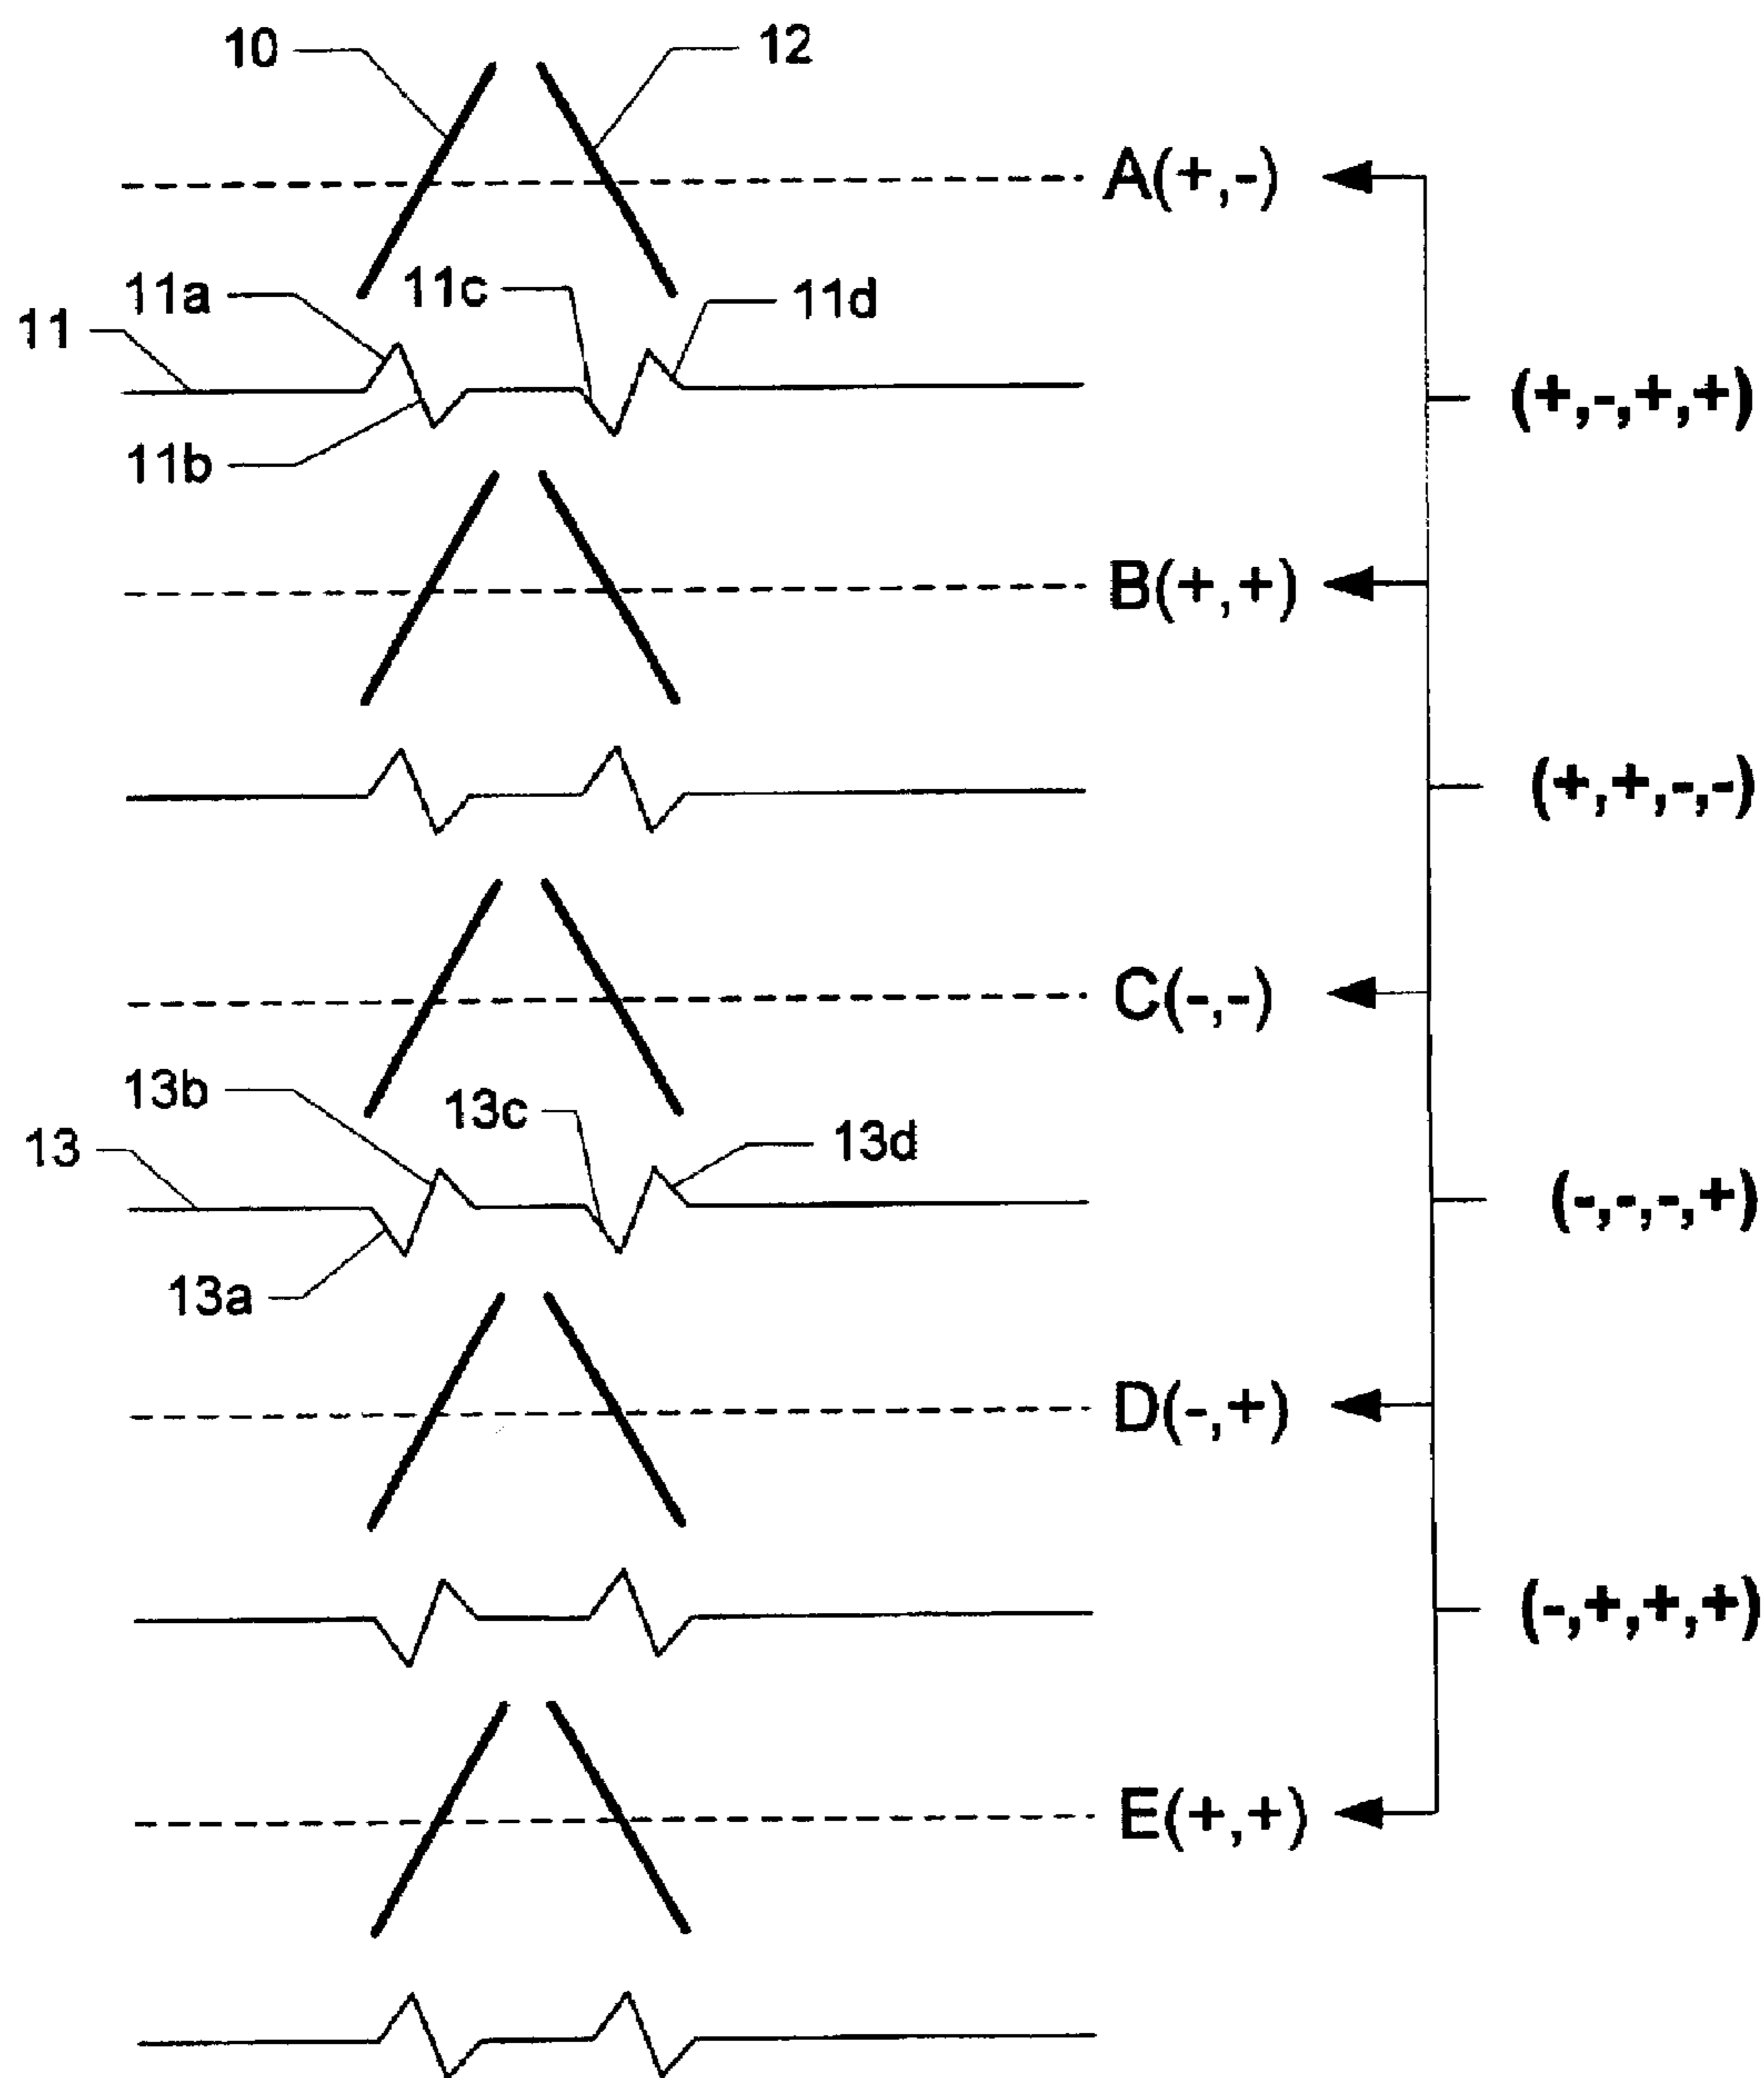 10
12
A(+,-)
11a
11c
11d
11
(+,-,+,+)
11b
B(+,+)
(+,+,-,-)
C(-,-)
13b
13c
13d
13
(-,-,-,+)
13a
D(-,+)
(-,+,+,+)
E(+,+)